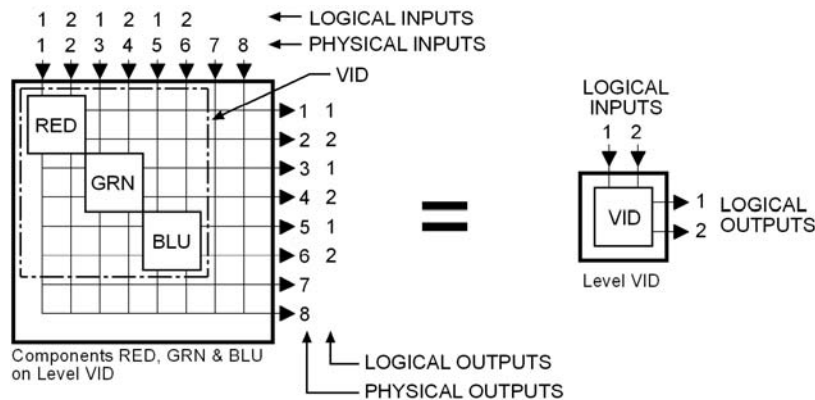 1 2 1 2 1 2 LOGICAL INPUTS
1 2 3 4 5 6 7 8 PHYSICAL INPUTS
VID
RED
GRN
BLU
1 1
2 2
3 1
4 2
5 1
6 2
7
8
Components RED, GRN & BLU
on Level VID
LOGICAL OUTPUTS
PHYSICAL OUTPUTS
=
LOGICAL
INPUTS
1 2
VID
1
2
LOGICAL
OUTPUTS
Level VID